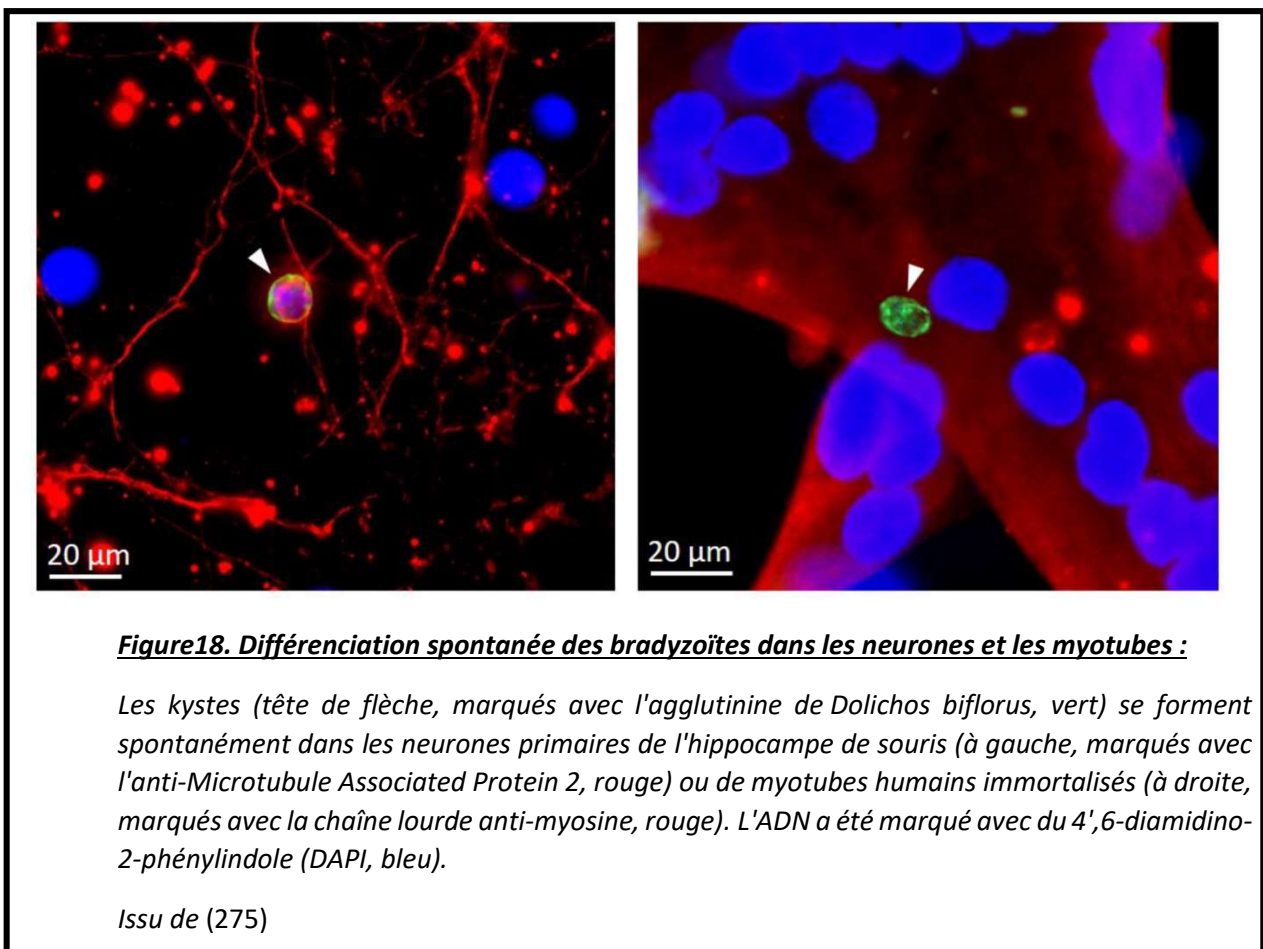 20 µm
20 µm
Figure18. Différenciation spontanée des bradyzoïtes dans les neurones et les myotubes :
Les kystes (tête de flèche, marqués avec l'agglutinine de Dolichos biflorus, vert) se forment
spontanément dans les neurones primaires de l'hippocampe de souris (à gauche, marqués avec
l'anti-Microtubule Associated Protein 2, rouge) ou de myotubes humains immortalisés (à droite,
marqués avec la chaîne lourde anti-myosine, rouge). L'ADN a été marqué avec du 4',6-diamidino-
2-phénylindole (DAPI, bleu).
Issu de (275)